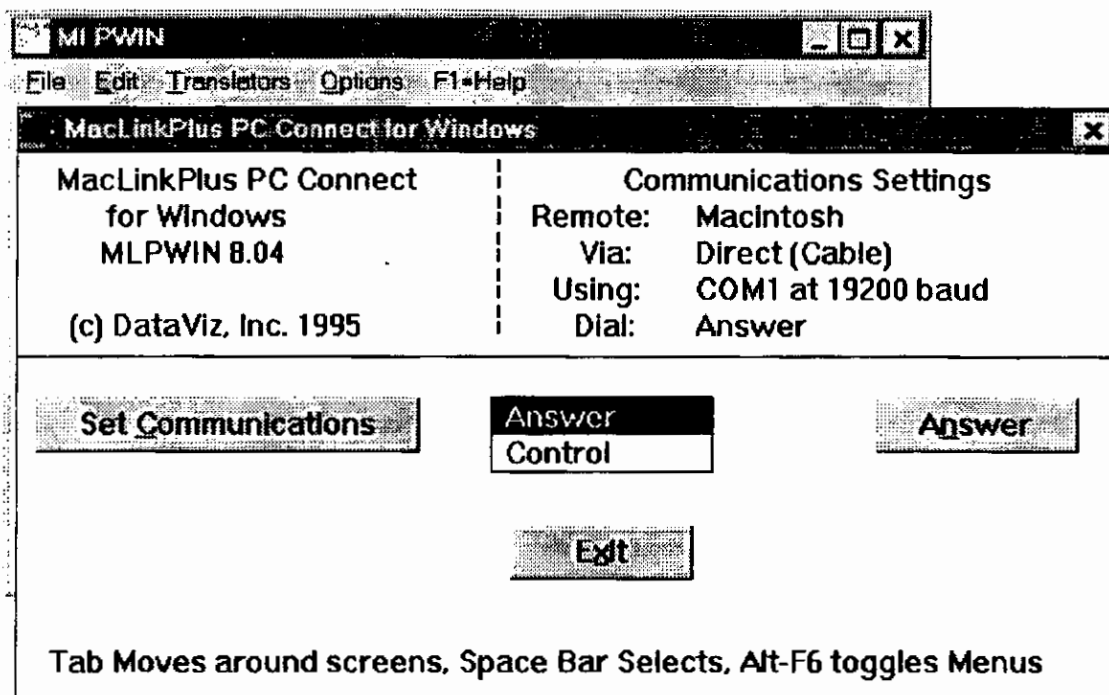 MLPWIN
File Edit Translators Options F1=Help
MacLinkPlus PC Connect for Windows
MacLinkPlus PC Connect
for Windows
MLPWIN 8.04
(c) DataViz, Inc. 1995
Communications Settings
Remote: Macintosh
Via: Direct (Cable)
Using: COM1 at 19200 baud
Dial: Answer
Set Communications
Answer
Control
Answer
Exit
Tab Moves around screens, Space Bar Selects, Alt-F6 toggles Menus